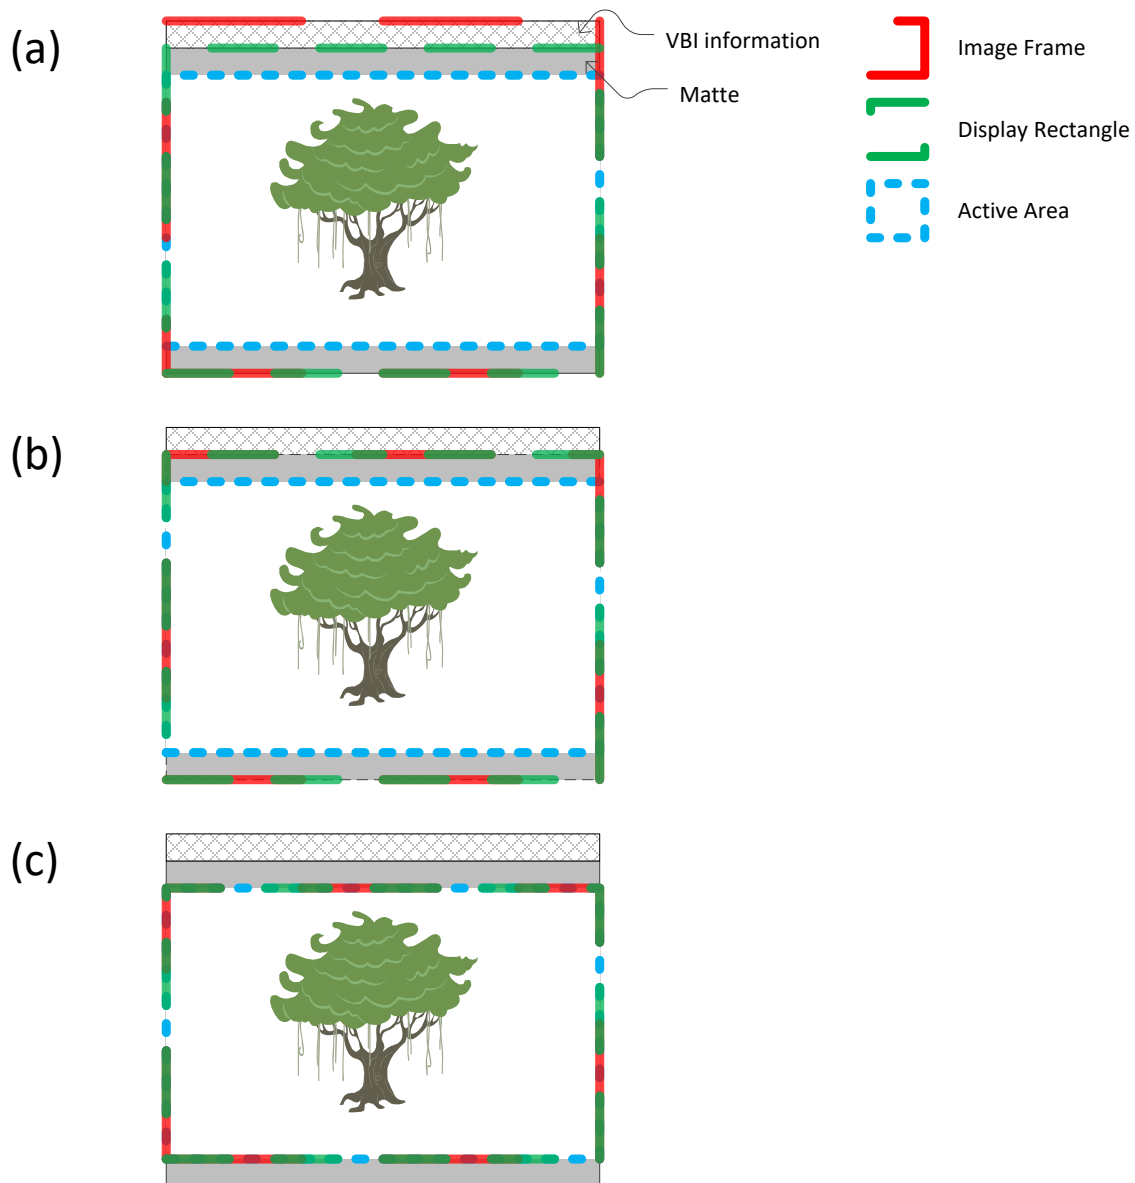 (a)
VBI information
Matte
Image Frame
Display Rectangle
Active Area
(b)
(c)